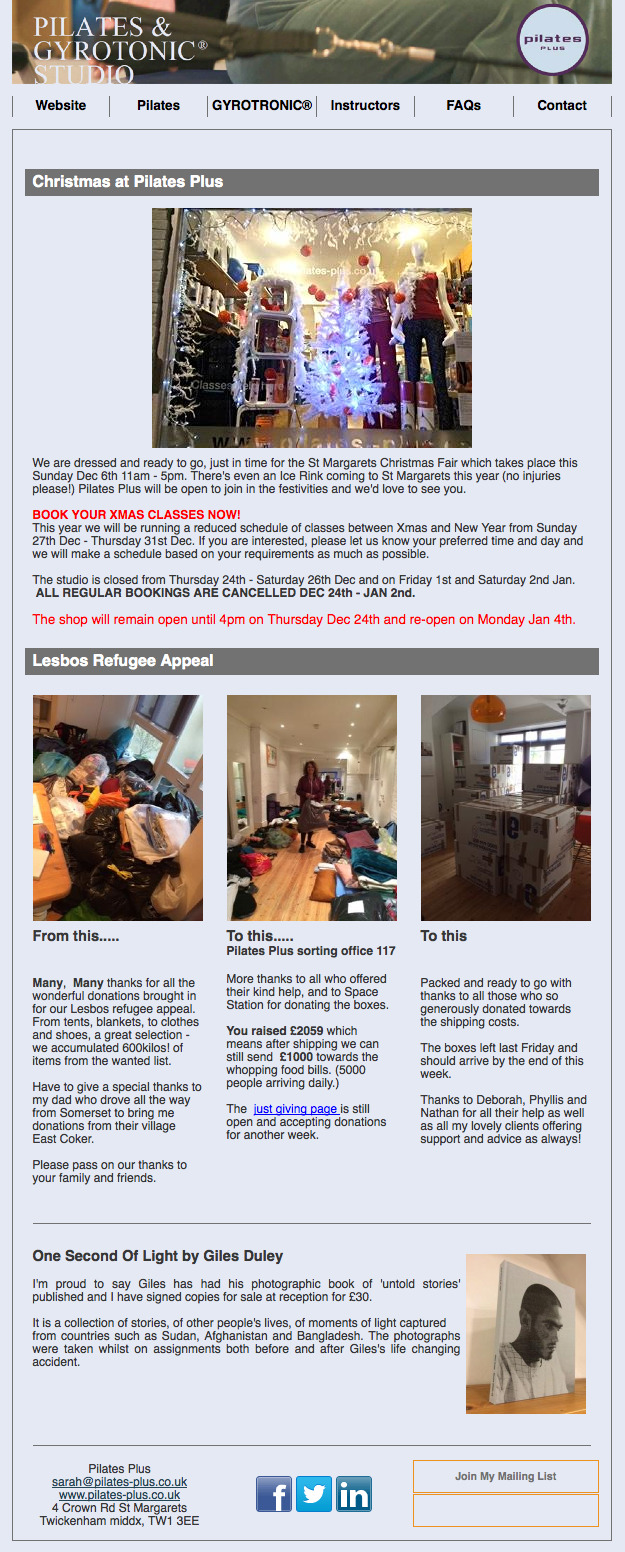 PILATES &
GYROTONIC®
STUDIO
pilates
PLUS
Website
Pilates
GYROTRONIC®
Instructors
FAQs
Contact
Christmas at Pilates Plus
Classes
We are dressed and ready to go, just in time for the St Margarets Christmas Fair which takes place this
Sunday Dec 6th 11am - 5pm. There's even an Ice Rink coming to St Margarets this year (no injuries
please!) Pilates Plus will be open to join in the festivities and we'd love to see you.
BOOK YOUR XMAS CLASSES NOW!
This year we will be running a reduced schedule of classes between Xmas and New Year from Sunday
27th Dec - Thursday 31st Dec. If you are interested, please let us know your preferred time and day and
we will make a schedule based on your requirements as much as possible.
The studio is closed from Thursday 24th - Saturday 26th Dec and on Friday 1st and Saturday 2nd Jan.
ALL REGULAR BOOKINGS ARE CANCELLED DEC 24th - JAN 2nd.
The shop will remain open until 4pm on Thursday Dec 24th and re-open on Monday Jan 4th.
Lesbos Refugee Appeal
From this.....
Many, Many thanks for all the
wonderful donations brought in
for our Lesbos refugee appeal.
From tents, blankets, to clothes
and shoes, a great selection -
we accumulated 600kilos! of
items from the wanted list.
Have to give a special thanks to
my dad who drove all the way
from Somerset to bring me
donations from their village
East Coker.
Please pass on our thanks to
your family and friends.
To this.....
Pilates Plus sorting office 117
More thanks to all who offered
their kind help, and to Space
Station for donating the boxes.
You raised £2059 which
means after shipping we can
still send £1000 towards the
whopping food bills. (5000
people arriving daily.)
The just giving page is still
open and accepting donations
for another week.
To this
Packed and ready to go with
thanks to all those who so
generously donated towards
the shipping costs.
The boxes left last Friday and
should arrive by the end of this
week.
Thanks to Deborah, Phyllis and
Nathan for all their help as well
as all my lovely clients offering
support and advice as always!
One Second Of Light by Giles Duley
I'm proud to say Giles has had his photographic book of 'untold stories'
published and I have signed copies for sale at reception for £30.
It is a collection of stories, of other people's lives, of moments of light captured
from countries such as Sudan, Afghanistan and Bangladesh. The photographs
were taken whilst on assignments both before and after Giles's life changing
accident.
Pilates Plus
sarah@pilates-plus.co.uk
www.pilates-plus.co.uk
4 Crown Rd St Margarets
Twickenham middx, TW1 3EE
f
in
Join My Mailing List